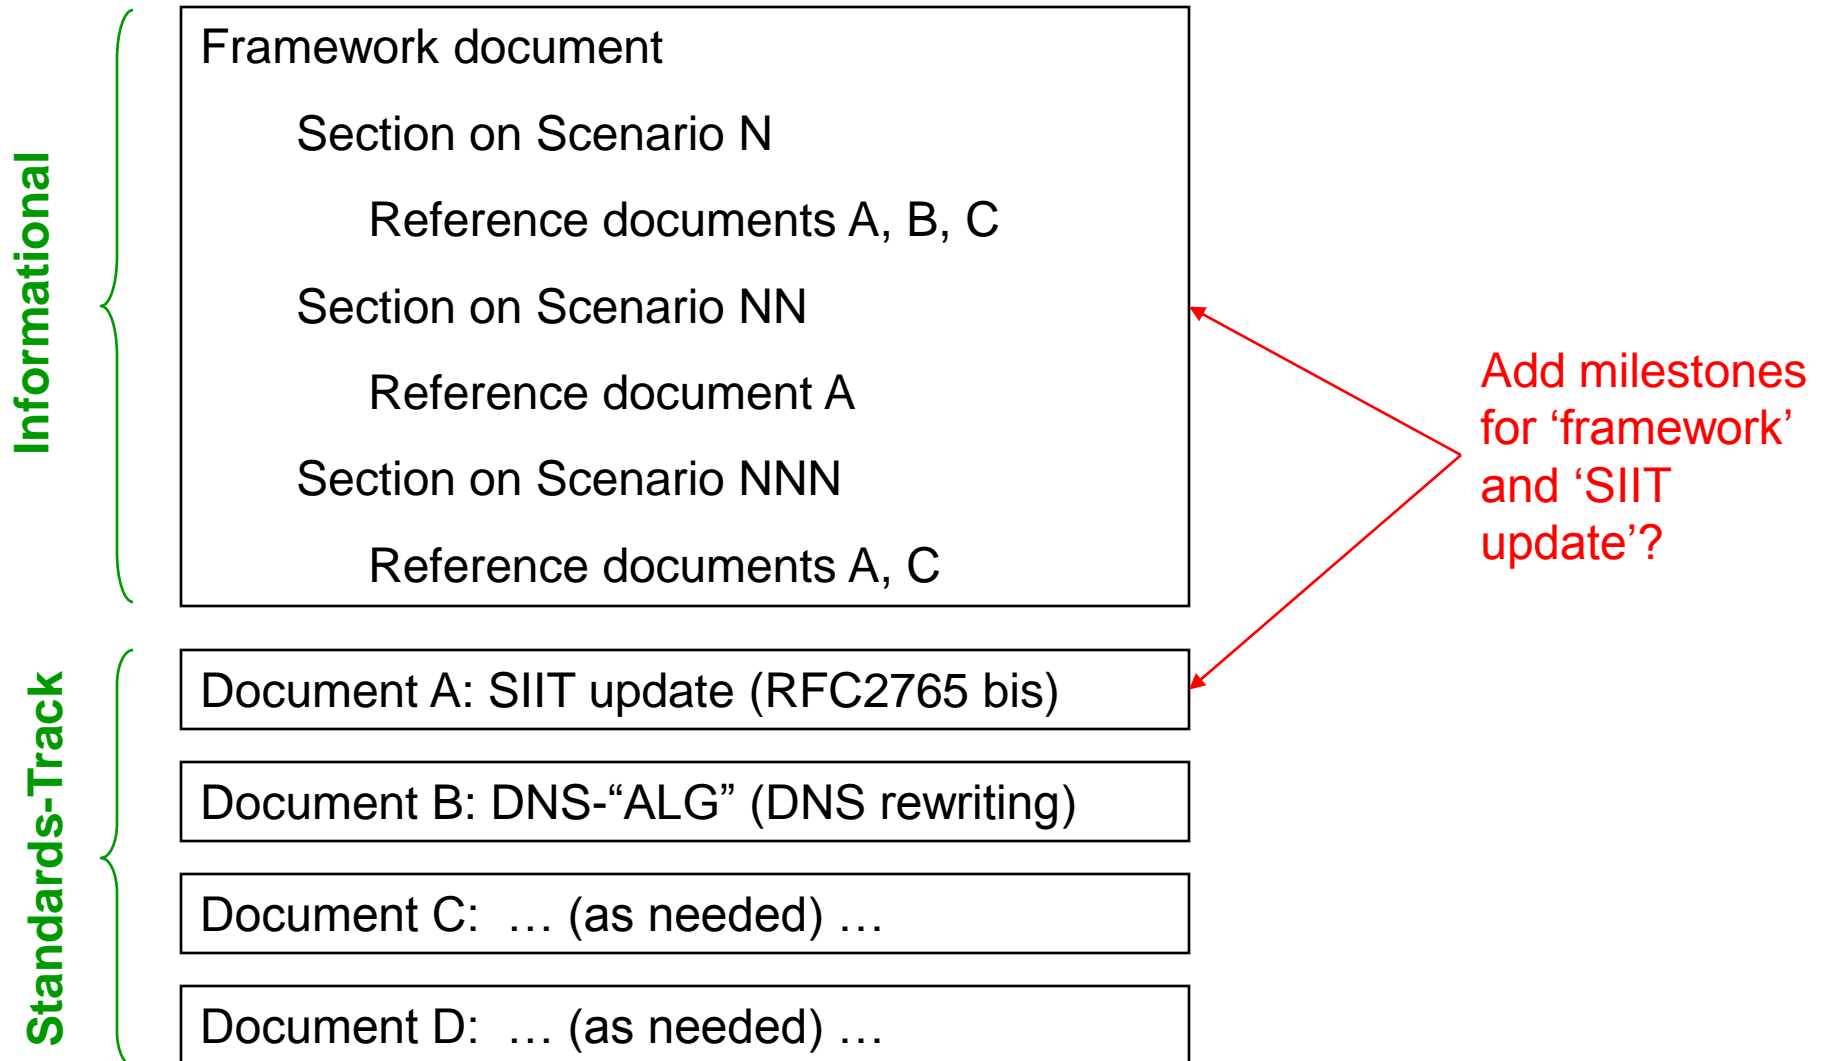 Informational
Framework document
Section on Scenario N
Reference documents A, B, C
Section on Scenario NN
Reference document A
Section on Scenario NNN
Reference documents A, C
Add milestones
for ‘framework’
and ‘SIIT
update’?
Standards-Track
Document A: SIIT update (RFC2765 bis)
Document B: DNS-“ALG” (DNS rewriting)
Document C:  … (as needed) …
Document D:  … (as needed) …